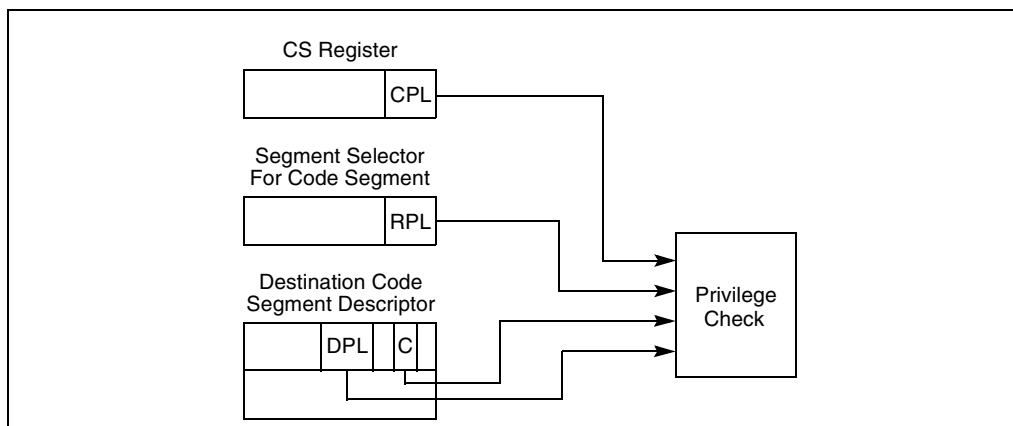 CS Register
CPL
Segment Selector
For Code Segment
RPL
Destination Code
Segment Descriptor
DPL
C
Privilege
Check